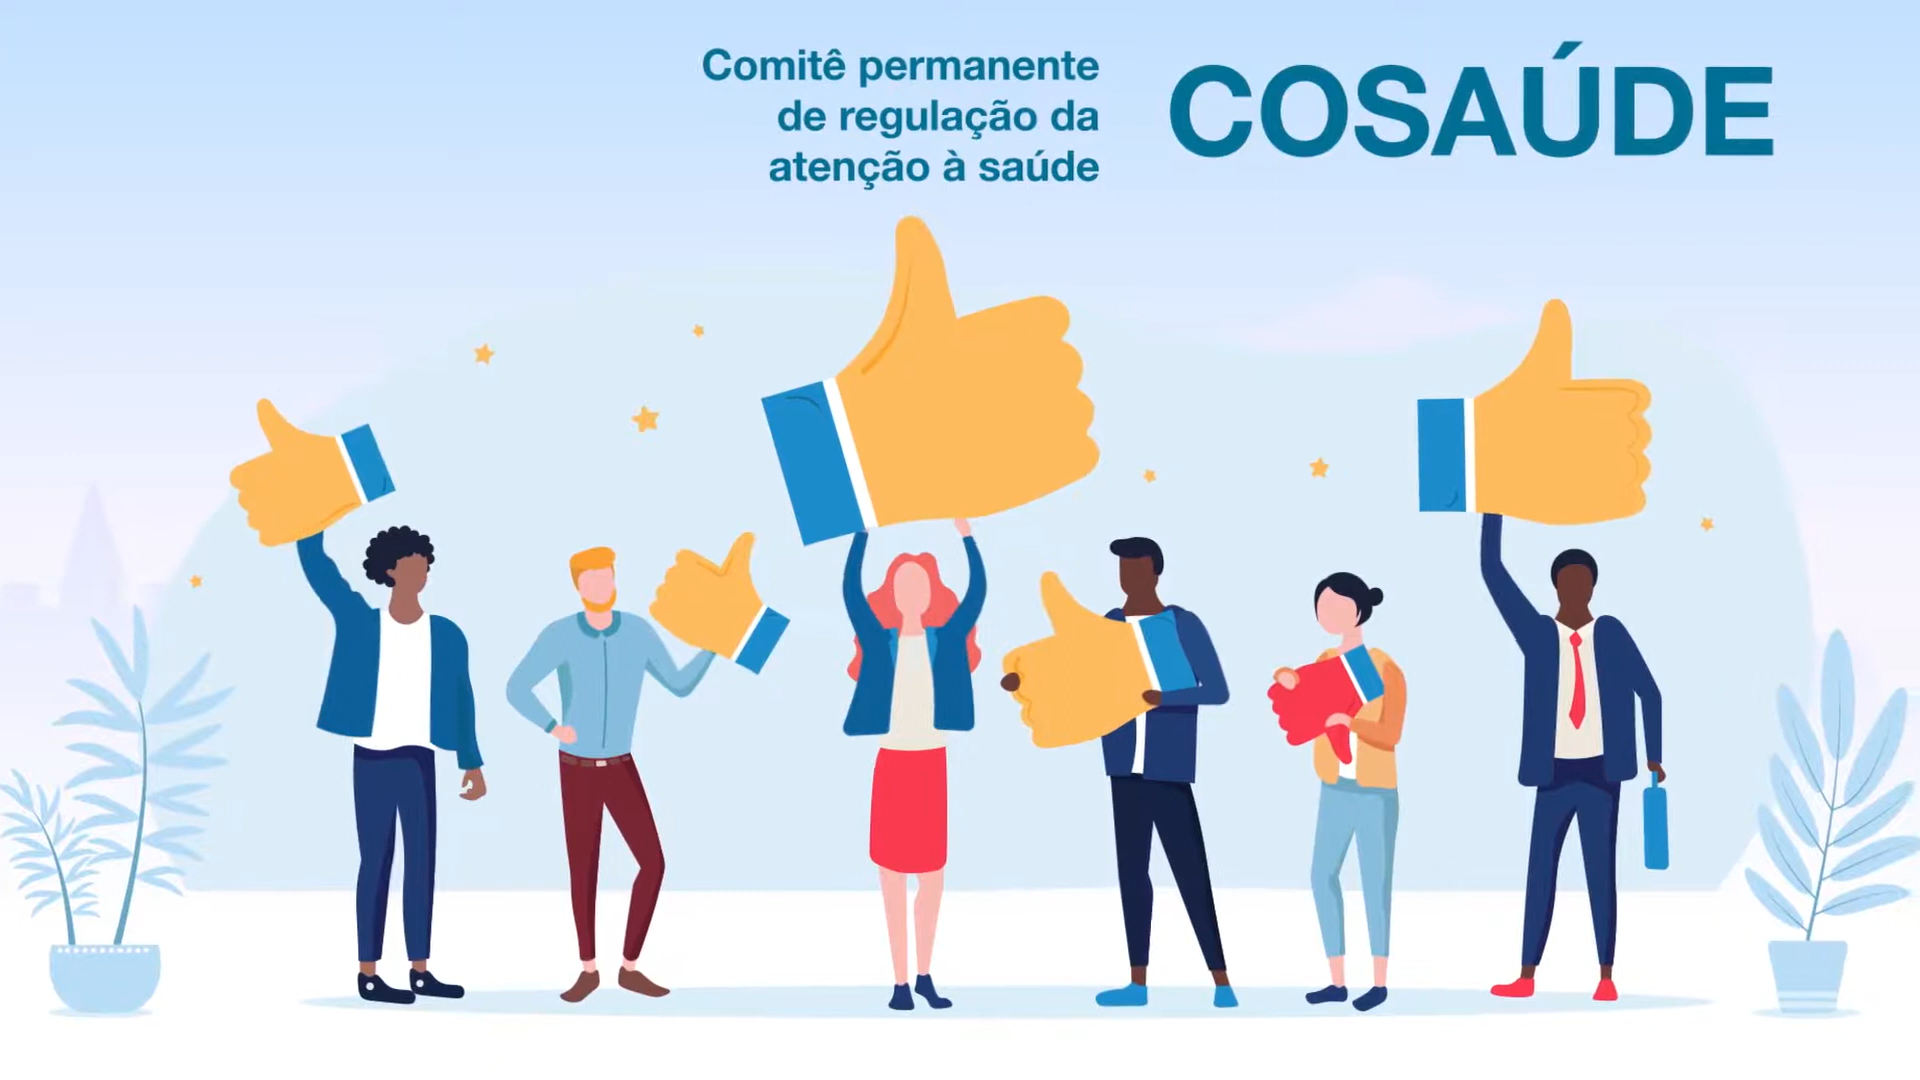 Comitê permanente
de regulação da
atenção à saúde
COSAÚDE